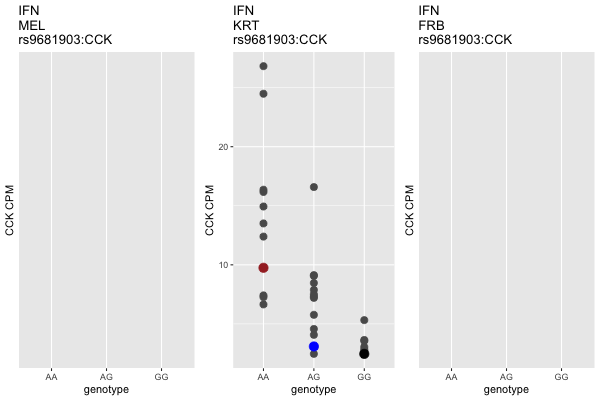 IFN
MEL
rs9681903:CCK
CCK CPM
AA AG GG
genotype
IFN
KRT
rs9681903:CCK
CCK CPM
20
10
AA AG GG
genotype
IFN
FRB
rs9681903:CCK
CCK CPM
AA AG GG
genotype